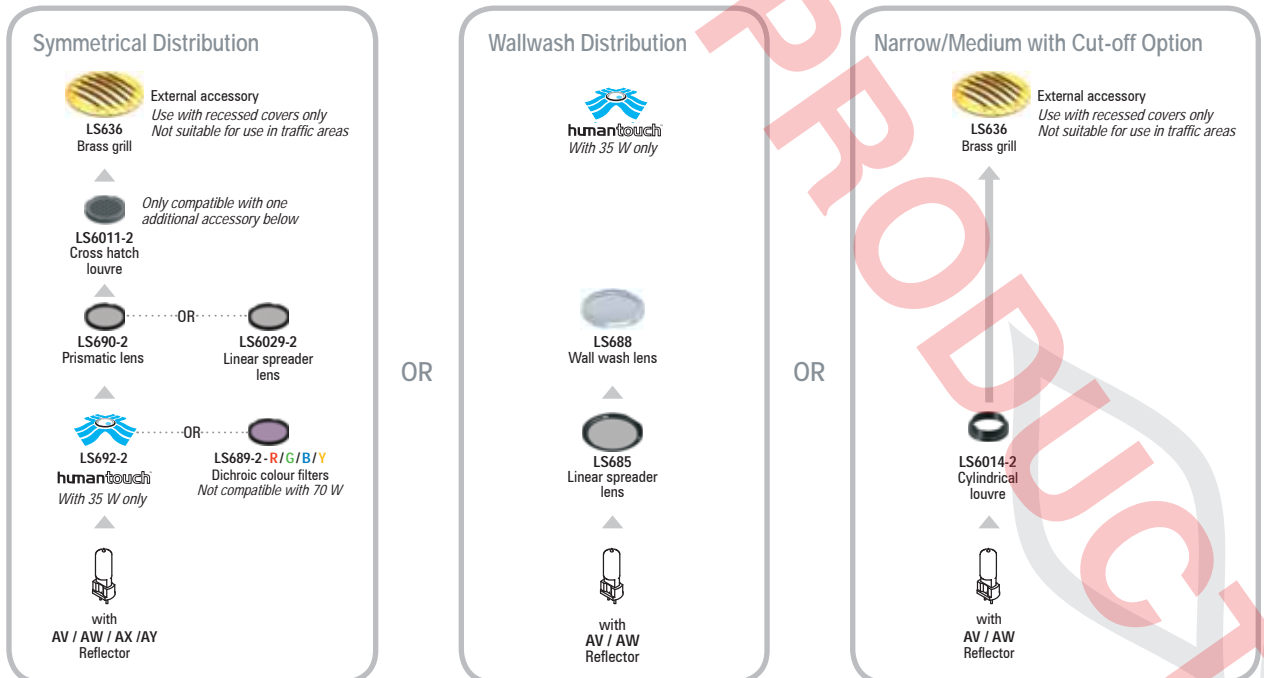 Symmetrical Distribution
External accessory
Use with recessed covers only
Not suitable for use in traffic areas
LS636
Brass grill
Only compatible with one
additional accessory below
LS6011-2
Cross hatch
louvre
OR
LS690-2
Prismatic lens
LS6029-2
Linear spreader
lens
OR
LS692-2
humantouch
With 35 W only
LS689-2-R/G/B/Y
Dichroic colour filters
Not compatible with 70 W
with
AV / AW / AX /AY
Reflector
OR
Wallwash Distribution
humantouch
With 35 W only
LS688
Wall wash lens
LS685
Linear spreader
lens
with
AV / AW
Reflector
OR
Narrow/Medium with Cut-off Option
External accessory
Use with recessed covers only
Not suitable for use in traffic areas
LS636
Brass grill
LS6014-2
Cylindrical
louvre
with
AV / AW
Reflector
PRODUCT